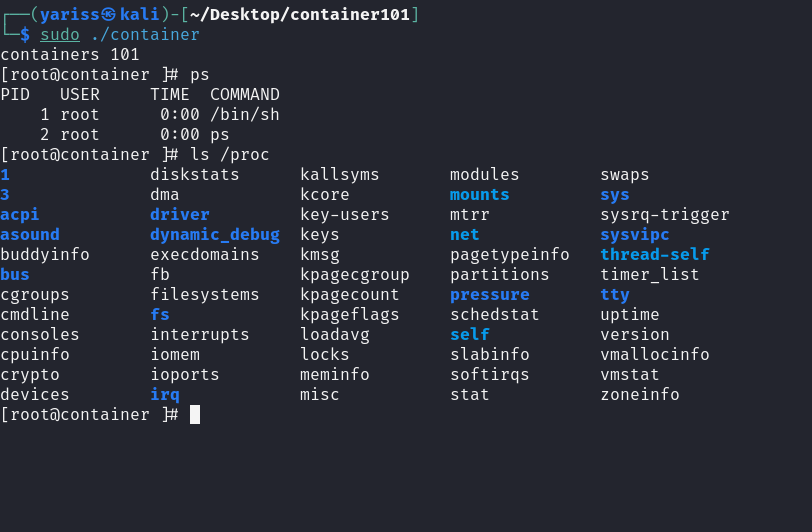 ┌──(yariss㉿kali)-[~/Desktop/container101]
└─$ sudo ./container
containers 101
[root@container ]# ps
PID   USER     TIME  COMMAND
    1 root      0:00 /bin/sh
    2 root      0:00 ps
[root@container ]# ls /proc
1              diskstats      kallsyms       modules        swaps
3              dma            kcore          mounts         sys
acpi           driver         key-users      mtrr           sysrq-trigger
asound         dynamic_debug  keys           net            sysvipc
buddyinfo      execdomains    kmsg           pagetypeinfo   thread-self
bus            fb             kpagecgroup    partitions     timer_list
cgroups        filesystems    kpagecount     pressure       tty
cmdline        fs             kpageflags     schedstat      uptime
consoles       interrupts     loadavg        self           version
cpuinfo        iomem          locks          slabinfo       vmallocinfo
crypto         ioports        meminfo        softirqs       vmstat
devices        irq            misc           stat           zoneinfo
[root@container ]#